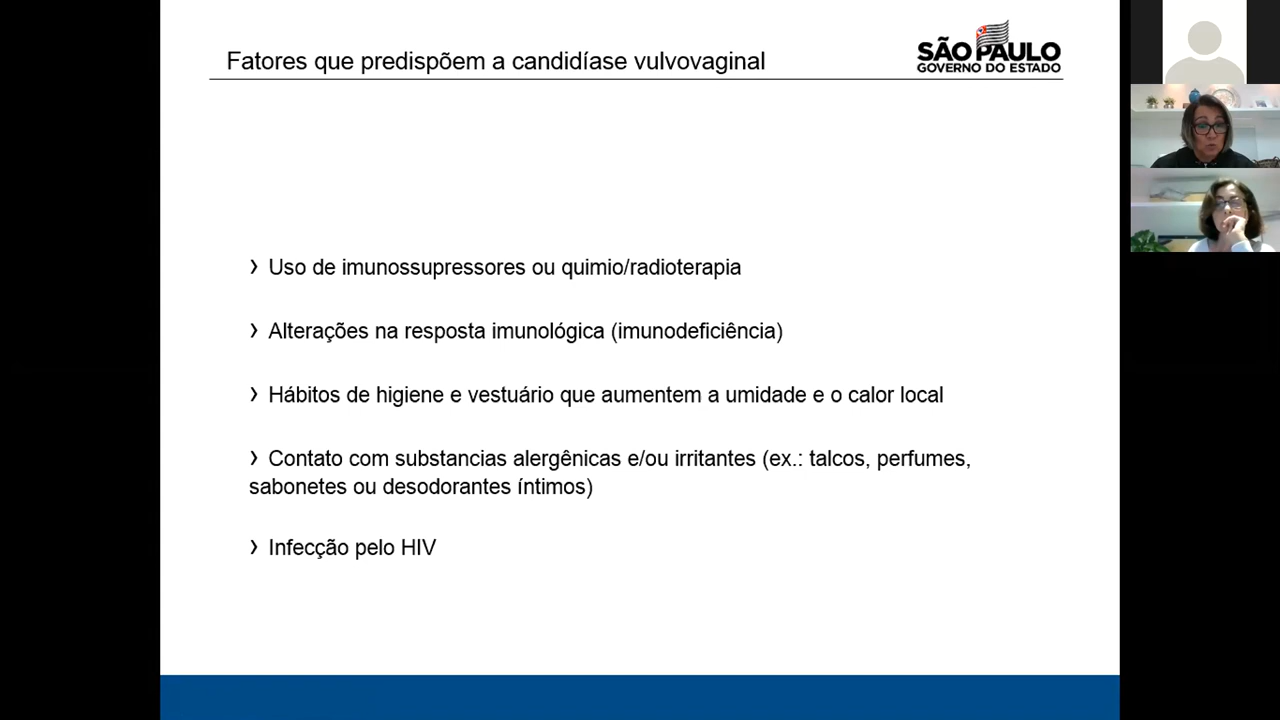 Fatores que predispõem a candidíase vulvovaginal
SÃO PAULO
GOVERNO DO ESTADO
› Uso de imunossupressores ou quimio/radioterapia
› Alterações na resposta imunológica (imunodeficiência)
› Hábitos de higiene e vestuário que aumentem a umidade e o calor local
› Contato com substancias alergênicas e/ou irritantes (ex.: talcos, perfumes,
sabonetes ou desodorantes íntimos)
› Infecção pelo HIV